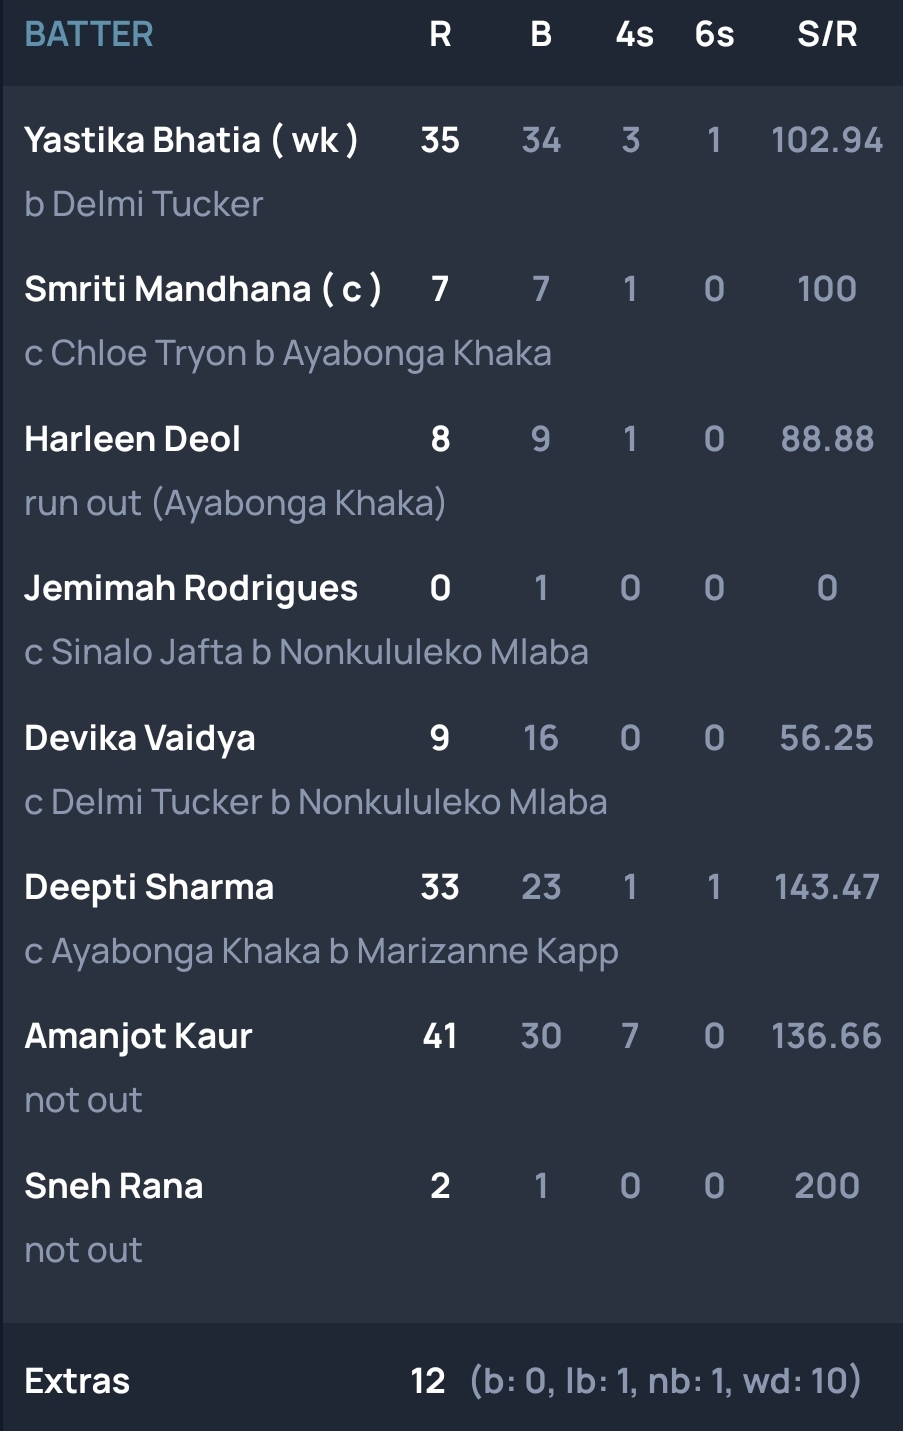 BATTER R B 4s 6s S/R
Yastika Bhatia ( wk ) 35 34 3 1 102.94
b Delmi Tucker
Smriti Mandhana ( c ) 7 7 1 0 100
c Chloe Tryon b Ayabonga Khaka
Harleen Deol 8 9 1 0 88.88
run out (Ayabonga Khaka)
Jemimah Rodrigues 0 1 0 0 0
c Sinalo Jafta b Nonkululeko Mlaba
Devika Vaidya 9 16 0 0 56.25
c Delmi Tucker b Nonkululeko Mlaba
Deepti Sharma 33 23 1 1 143.47
c Ayabonga Khaka b Marizanne Kapp
Amanjot Kaur 41 30 7 0 136.66
not out
Sneh Rana 2 1 0 0 200
not out
Extras 12 (b: 0, lb: 1, nb: 1, wd: 10)